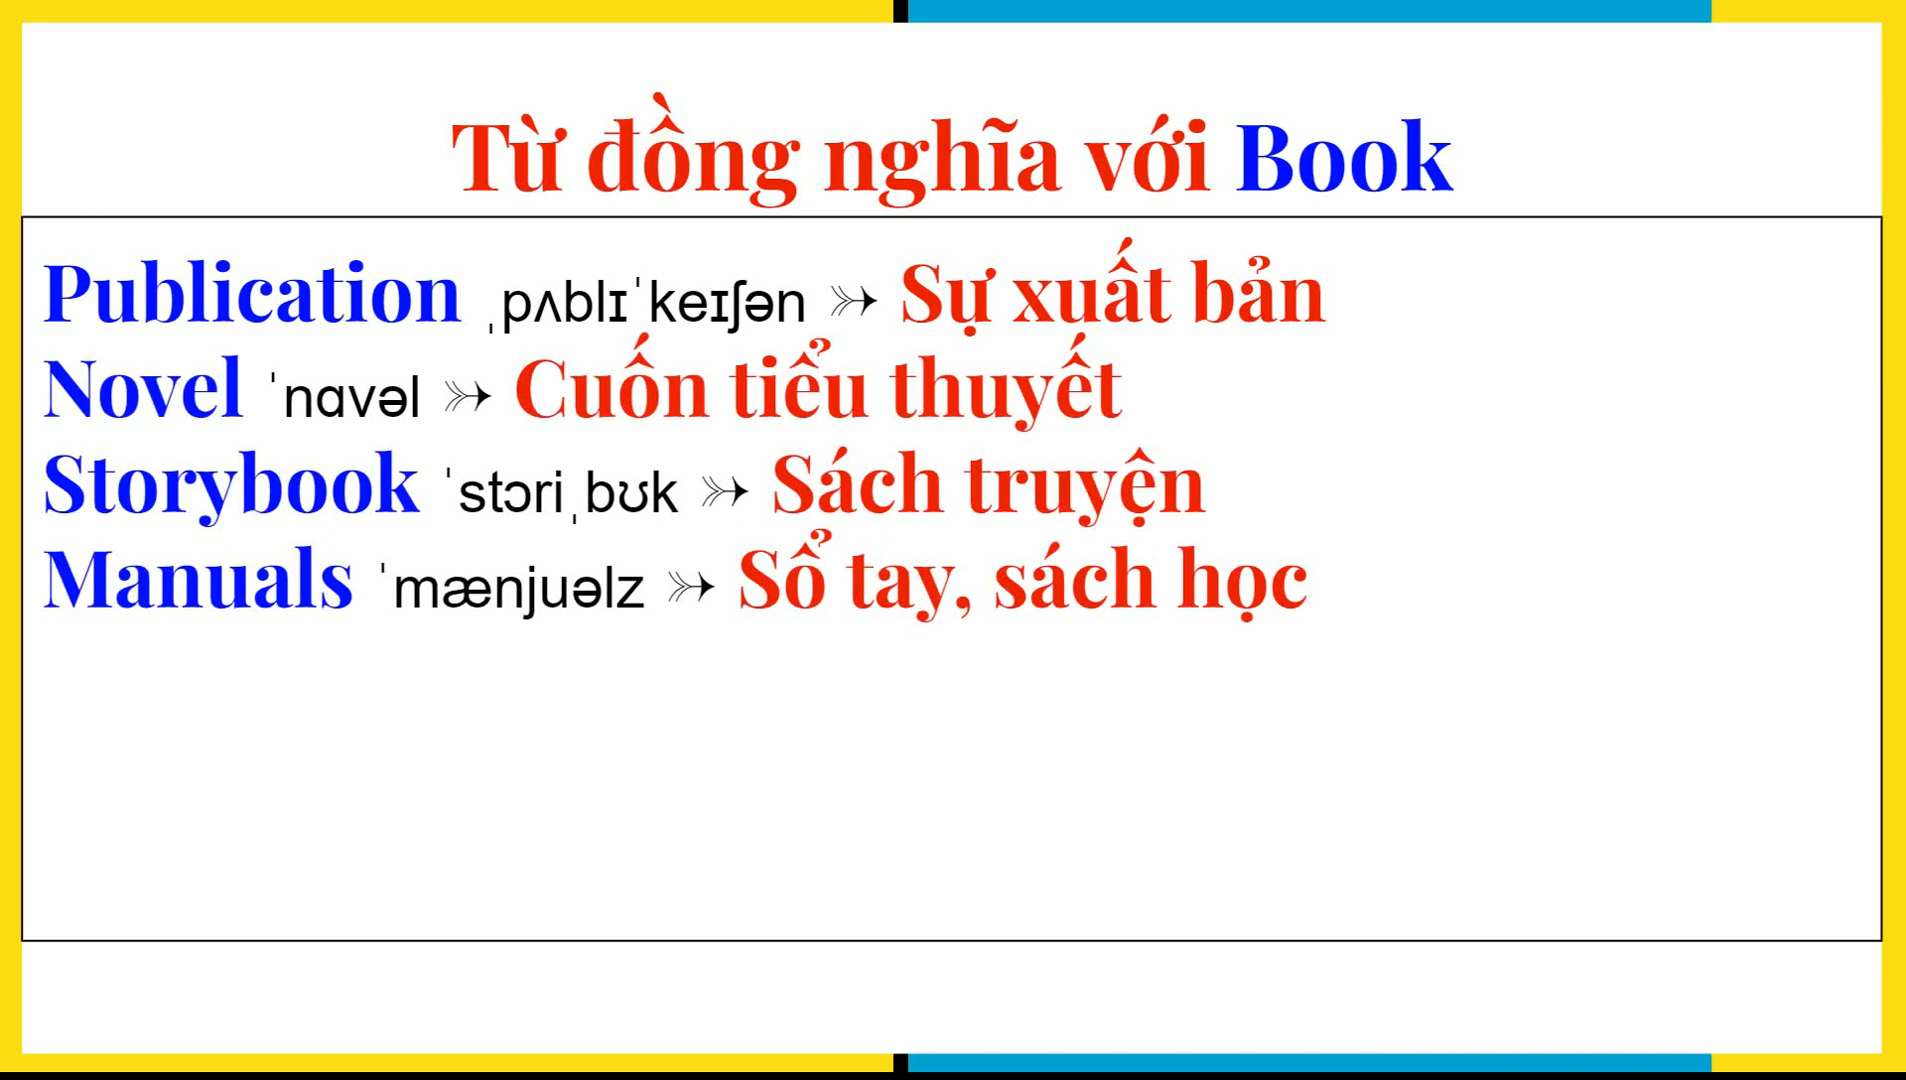 Từ đồng nghĩa với Book
Publication ˌpʌblɪˈkeɪʃən ➳ Sự xuất bản
Novel ˈnɑvəl ➳ Cuốn tiểu thuyết
Storybook ˈstɔriˌbʊk ➳ Sách truyện
Manuals ˈmænjuəlz ➳ Sổ tay, sách học